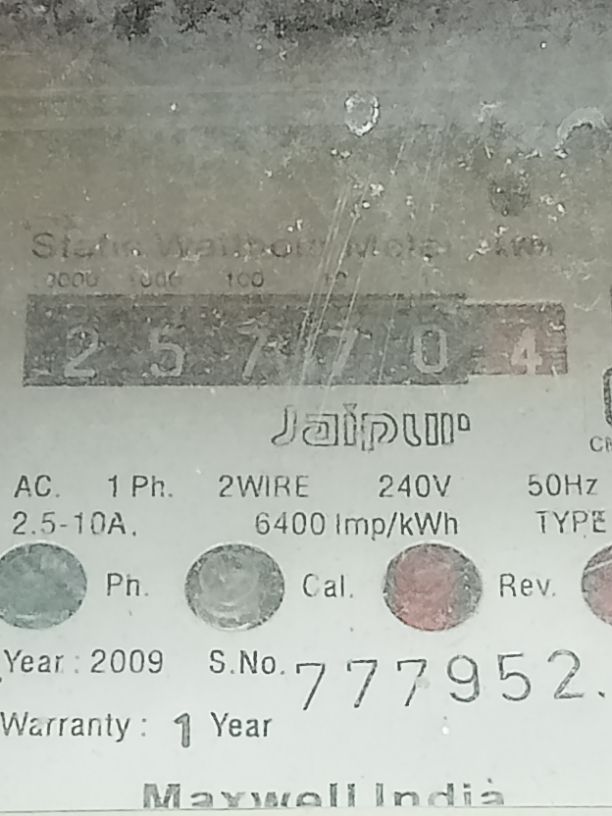 Static Watthour Meter kWh
10000 1000 100 10 1
2 5 7 7 0 4
Jaipur
AC. 1 Ph. 2WIRE 240V 50Hz
2.5-10A. 6400 Imp/kWh TYPE
Ph. Cal. Rev.
Year : 2009 S.No. 777952.
Warranty : 1 Year
Maxwell India